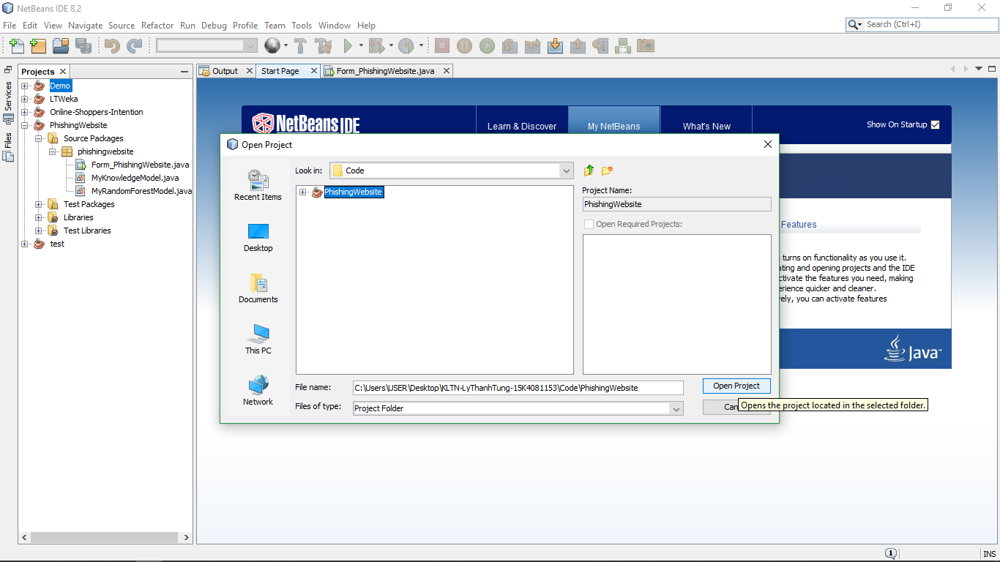 NetBeans IDE 8.2
File Edit View Navigate Source Refactor Run Debug Profile Team Tools Window Help
Search (Ctrl+I)
Services
Files
Projects
Demo
LTWeka
Online-Shoppers-Intention
PhishingWebsite
Source Packages
phishingwebsite
Form_PhishingWebsite.java
MyKnowledgeModel.java
MyRandomForestModel.java
Test Packages
Libraries
Test Libraries
test
Output
Start Page
Form_PhishingWebsite.java
NetBeans IDE
Learn & Discover
My NetBeans
What's New
Show On Startup
Open Project
Look in:
Code
Recent Items
Desktop
Documents
This PC
Network
PhishingWebsite
Project Name:
PhishingWebsite
Open Required Projects:
File name:
C:\Users\USER\Desktop\KLTN-LyThanhTung-15K4081153\Code\PhishingWebsite
Open Project
Files of type:
Project Folder
Opens the project located in the selected folder.
Features
turns on functionality as you use it.
and opening projects and the IDE
the features you need, making
quicker and cleaner.
you can activate features
Java
1
INS